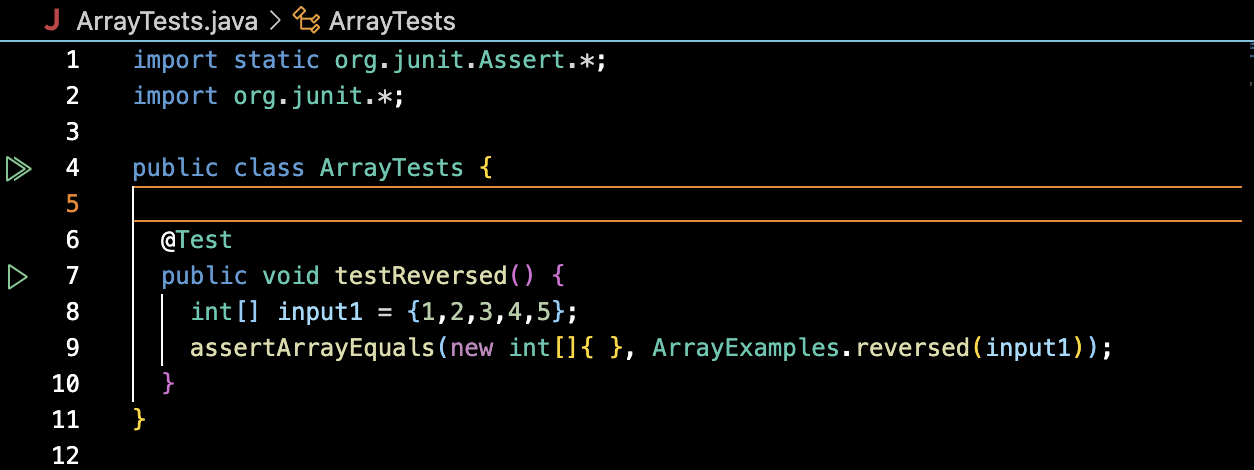 ArrayTests.java > ArrayTests
1 import static org.junit.Assert.*;
2 import org.junit.*;
3
4 public class ArrayTests {
5
6 @Test
7 public void testReversed() {
8 int[] input1 = {1,2,3,4,5};
9 assertArrayEquals(new int[]{ }, ArrayExamples.reversed(input1));
10 }
11 }
12